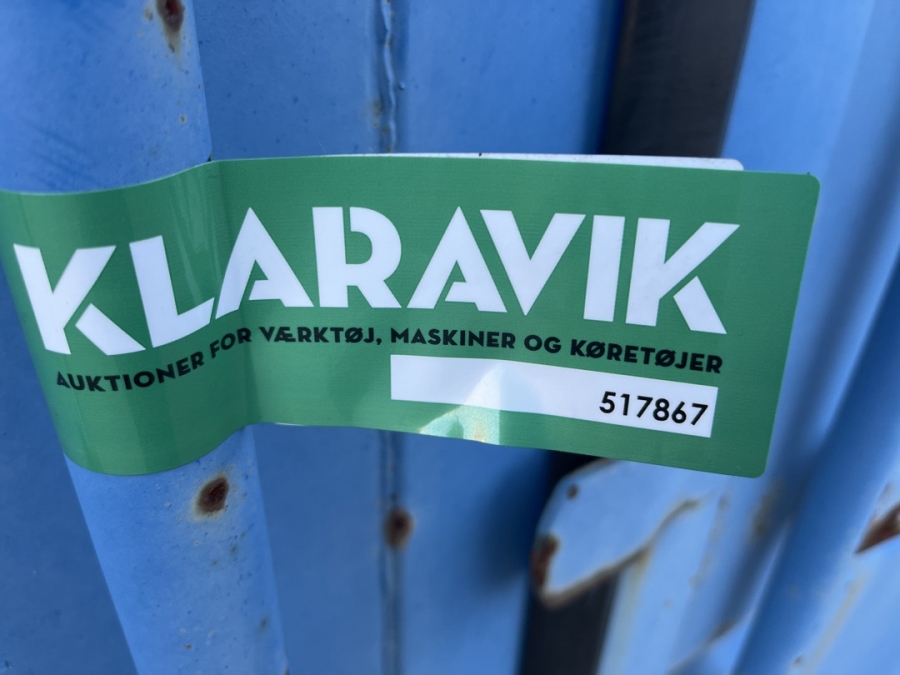 KLARAVIK
AUKTIONER FOR VÆRKTØJ, MASKINER OG KØRETØJER
517867